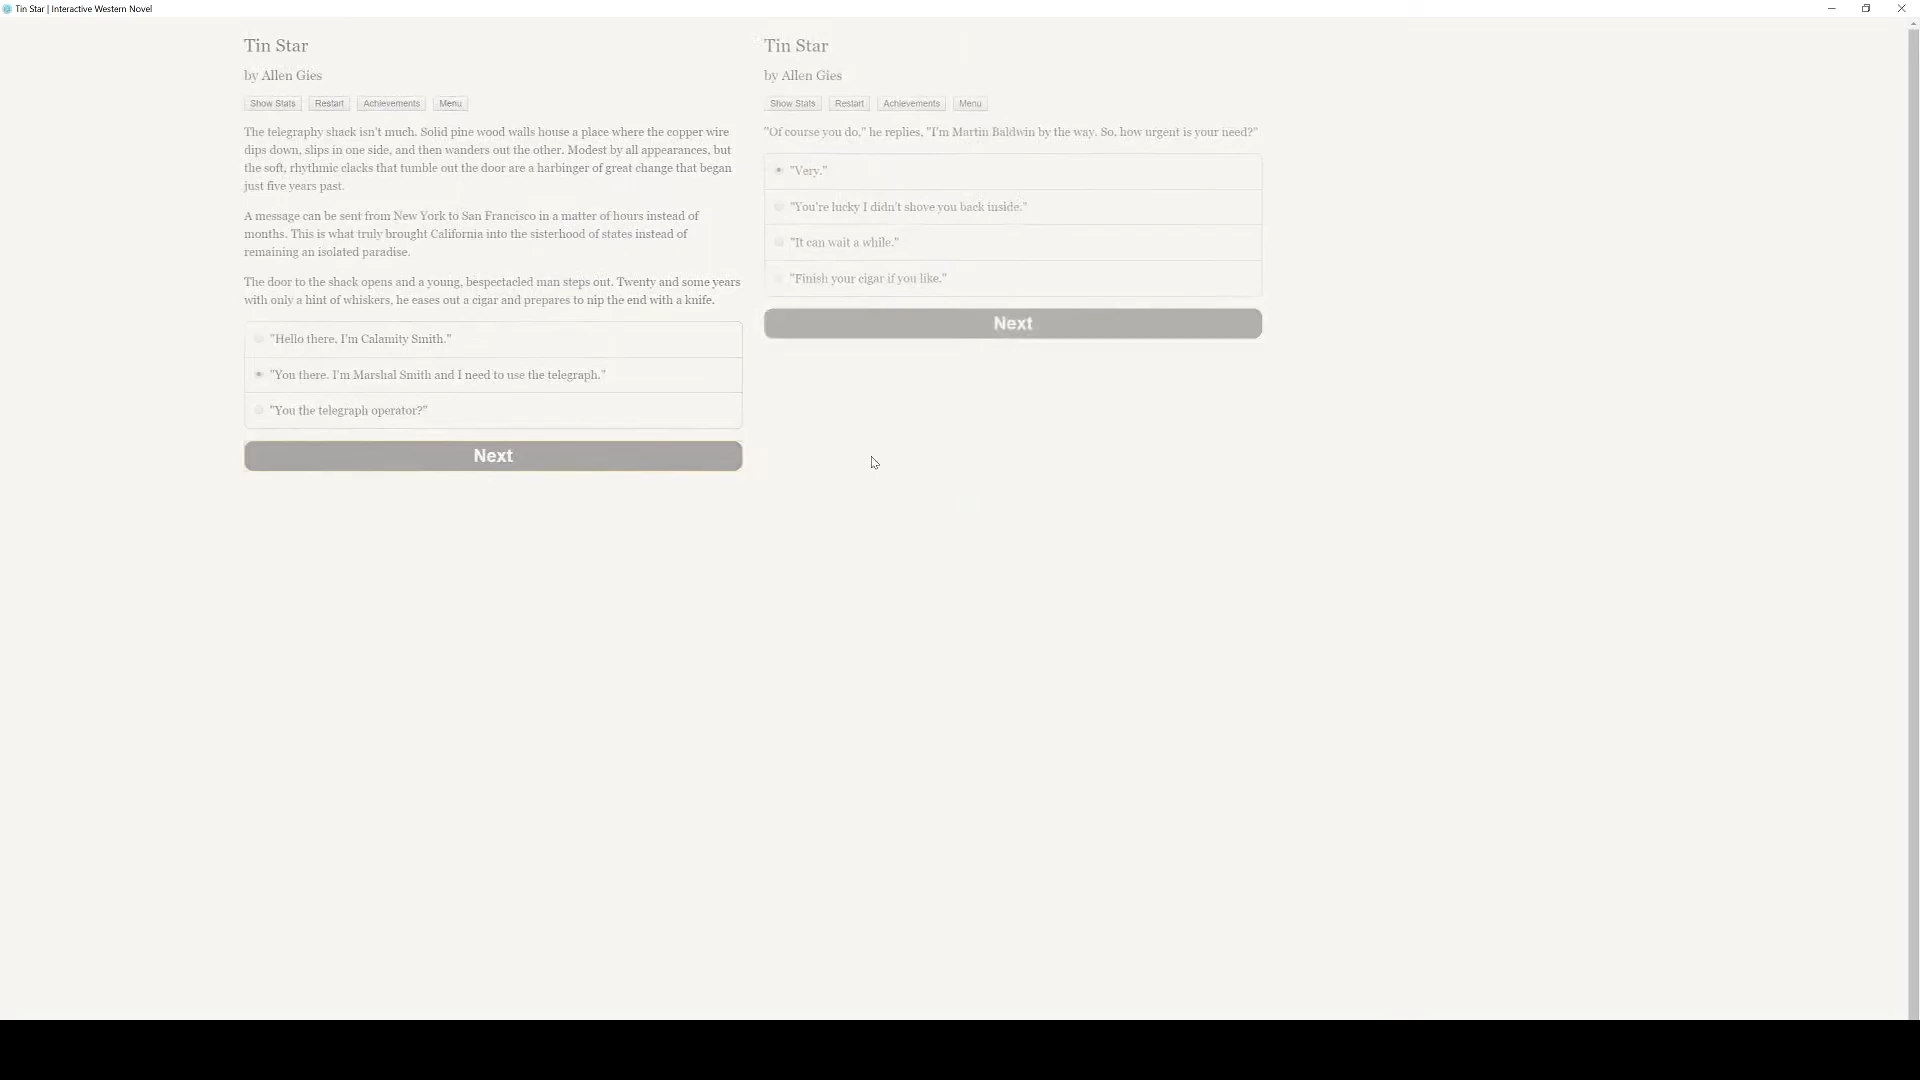 Tin Star | Interactive Western Novel
Tin Star
by Allen Gies
Show Stats Restart Achievements Menu
The telegraphy shack isn't much. Solid pine wood walls house a place where the copper wire
dips down, slips in one side, and then wanders out the other. Modest by all appearances, but
the soft, rhythmic clacks that tumble out the door are a harbinger of great change that began
just five years past.
A message can be sent from New York to San Francisco in a matter of hours instead of
months. This is what truly brought California into the sisterhood of states instead of
remaining an isolated paradise.
The door to the shack opens and a young, bespectacled man steps out. Twenty and some years
with only a hint of whiskers, he eases out a cigar and prepares to nip the end with a knife.
"Hello there, I'm Calamity Smith."
"You there. I'm Marshal Smith and I need to use the telegraph."
"You the telegraph operator?"
Next
Tin Star
by Allen Gies
Show Stats Restart Achievements Menu
"Of course you do," he replies, "I'm Martin Baldwin by the way. So, how urgent is your need?"
"Very."
"You're lucky I didn't shove you back inside."
"It can wait a while."
"Finish your cigar if you like."
Next